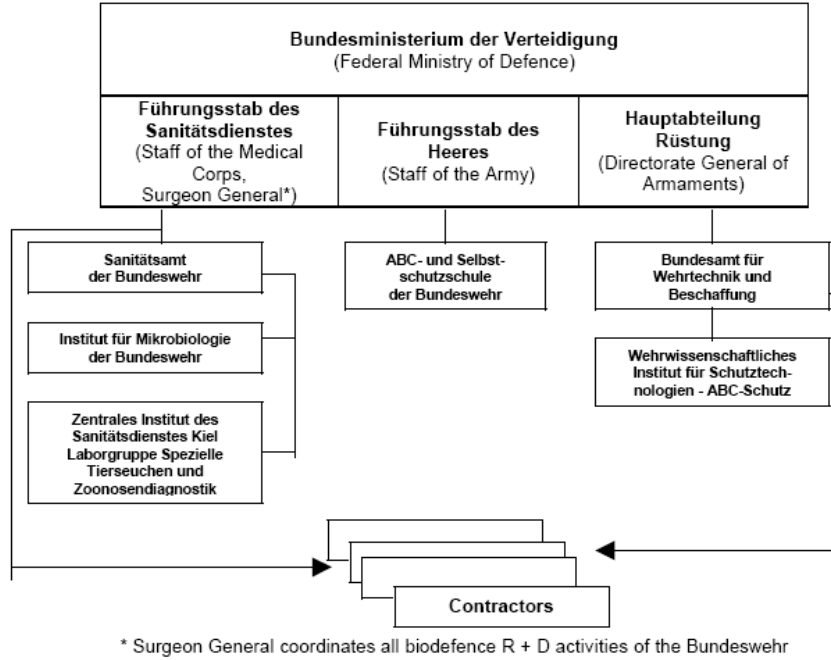 Bundesministerium der Verteidigung
(Federal Ministry of Defence)
Führungsstab des
Sanitätsdienstes
(Staff of the Medical
Corps,
Surgeon General*)
Führungsstab des
Heeres
(Staff of the Army)
Hauptabteilung
Rüstung
(Directorate General of
Armaments)
Sanitätsamt
der Bundeswehr
ABC- und Selbst-
schutzschule
der Bundeswehr
Bundesamt für
Wehrtechnik und
Beschaffung
Institut für Mikrobiologie
der Bundeswehr
Wehrwissenschaftliches
Institut für Schutztech-
nologien - ABC-Schutz
Zentrales Institut des
Sanitätsdienstes Kiel
Laborgruppe Spezielle
Tierseuchen und
Zoonosendiagnostik
Contractors
* Surgeon General coordinates all biodefence R + D activities of the Bundeswehr